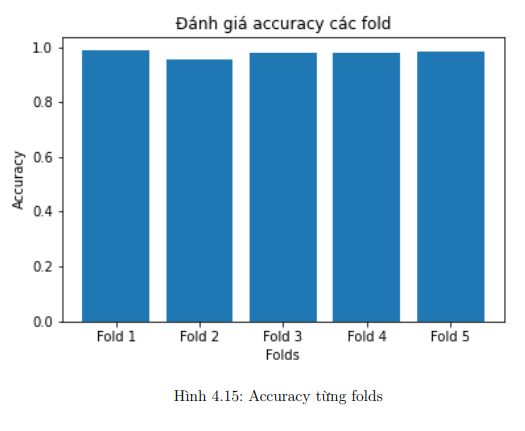 Đánh giá accuracy các fold
1.0
0.8
0.6
0.4
0.2
0.0
Accuracy
Fold 1 Fold 2 Fold 3 Fold 4 Fold 5
Folds
Hình 4.15: Accuracy từng folds